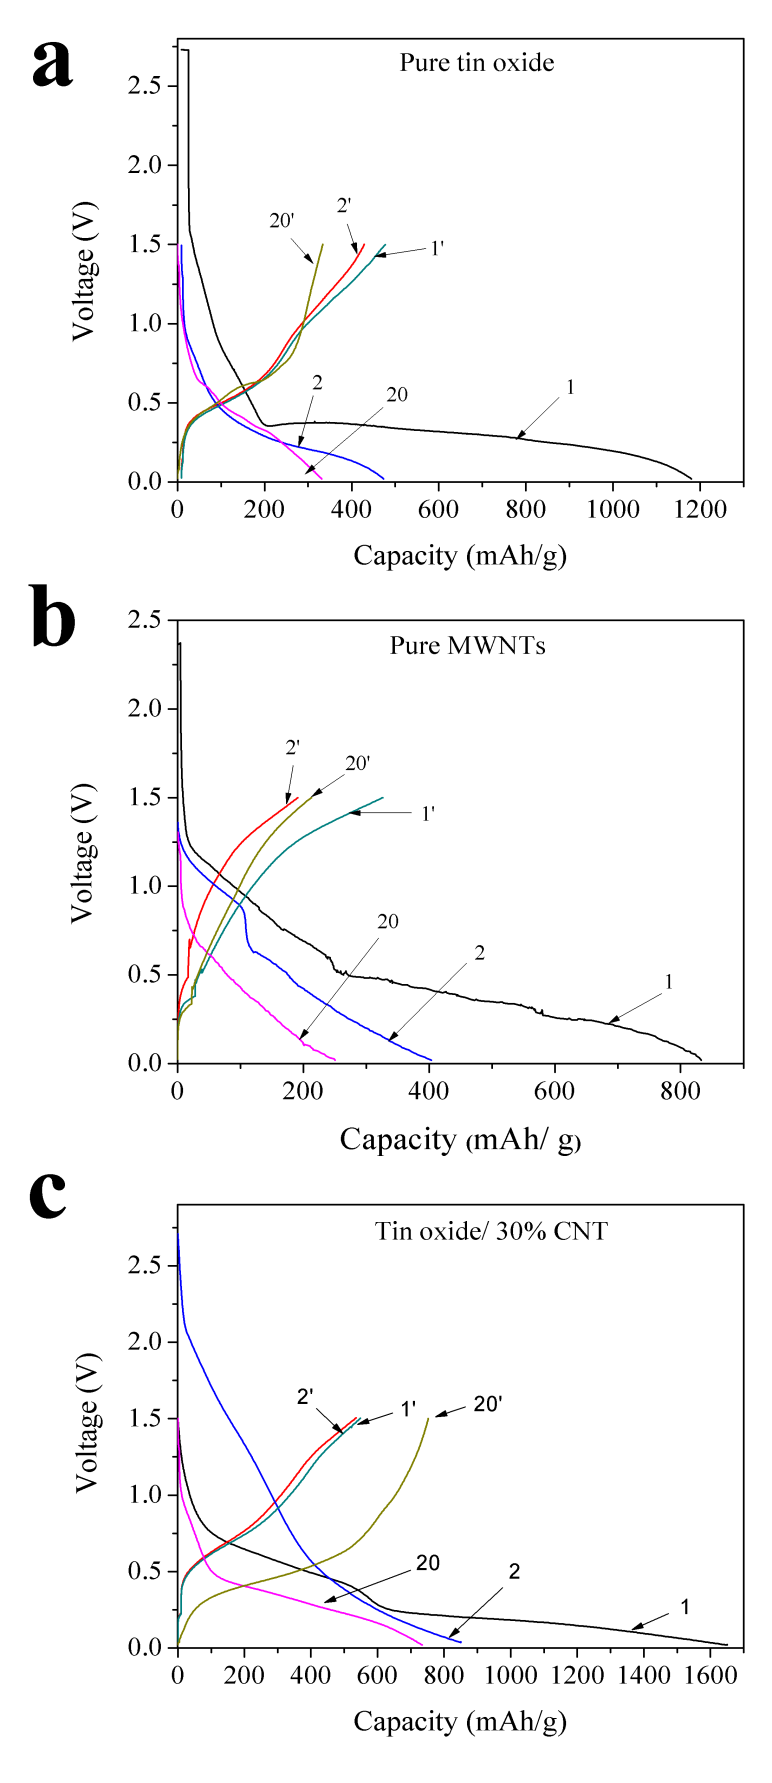 a
Pure tin oxide
2.5
2.0
1.5
1.0
0.5
0.0
Voltage (V)
20'
2'
1'
2
20
1
0 200 400 600 800 1000 1200
Capacity (mAh/g)
b
Pure MWNTs
2.5
2.0
1.5
1.0
0.5
0.0
Voltage (V)
2'
20'
1'
20
2
1
0 200 400 600 800
Capacity (mAh/ g)
c
Tin oxide/ 30% CNT
2.5
2.0
1.5
1.0
0.5
0.0
Voltage (V)
2'
1'
20'
20
2
1
0 200 400 600 800 1000 1200 1400 1600
Capacity (mAh/g)